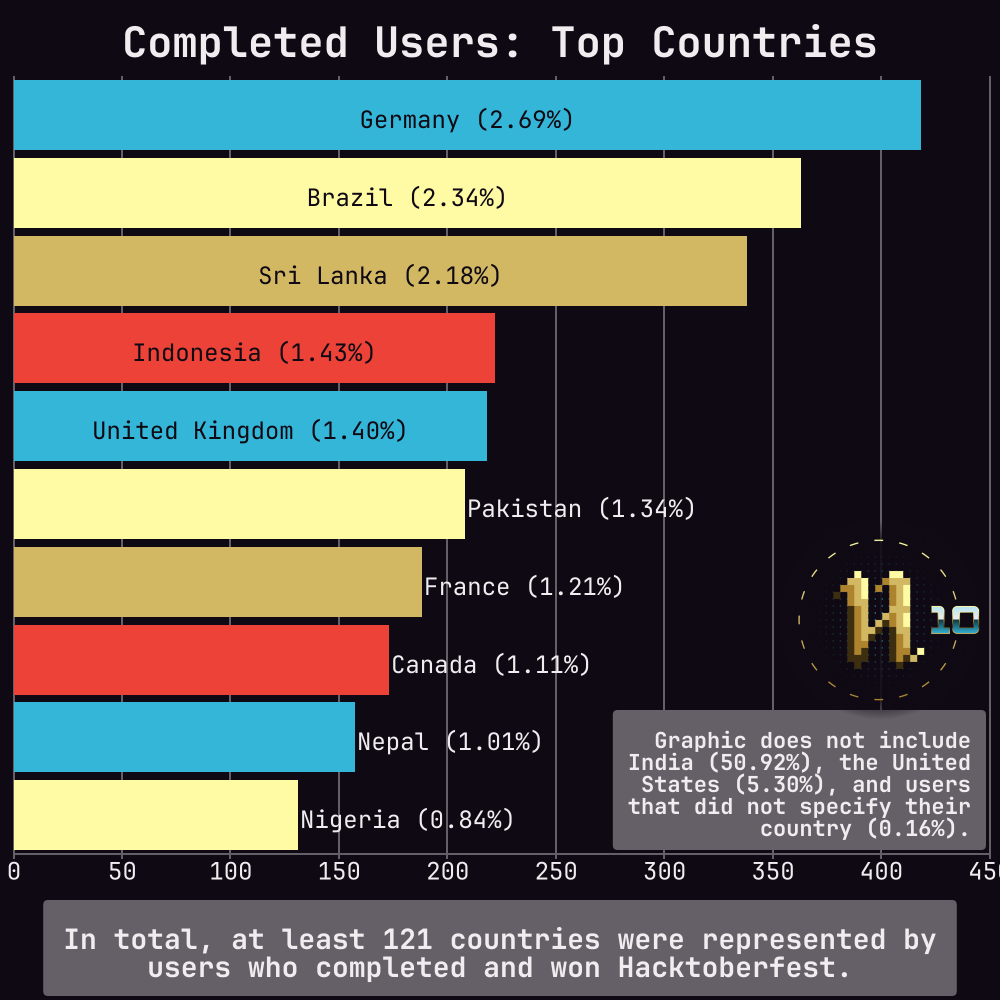 Completed Users: Top Countries
Germany (2.69%)
Brazil (2.34%)
Sri Lanka (2.18%)
Indonesia (1.43%)
United Kingdom (1.40%)
Pakistan (1.34%)
France (1.21%)
Canada (1.11%)
Nepal (1.01%)
Nigeria (0.84%)
10
Graphic does not include
India (50.92%), the United
States (5.30%), and users
that did not specify their
country (0.16%).
0 50 100 150 200 250 300 350 400 450
In total, at least 121 countries were represented by
users who completed and won Hacktoberfest.